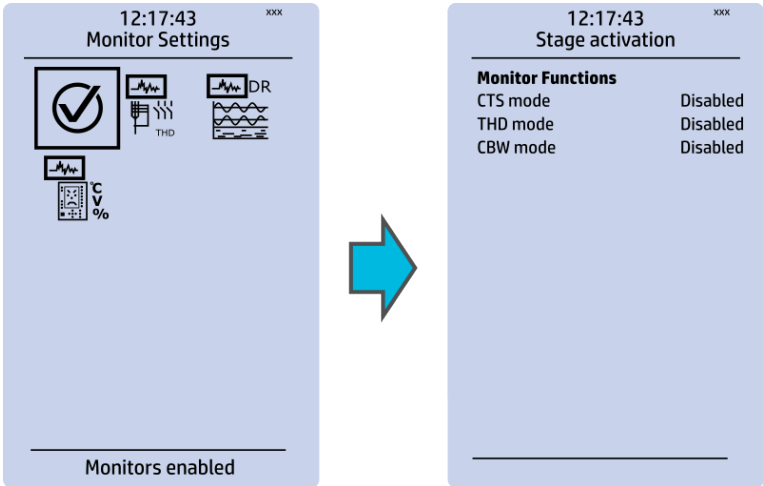 12:17:43 xxx
Monitor Settings
DR
THD
°C
V
%
Monitors enabled
12:17:43 xxx
Stage activation
Monitor Functions
CTS mode Disabled
THD mode Disabled
CBW mode Disabled